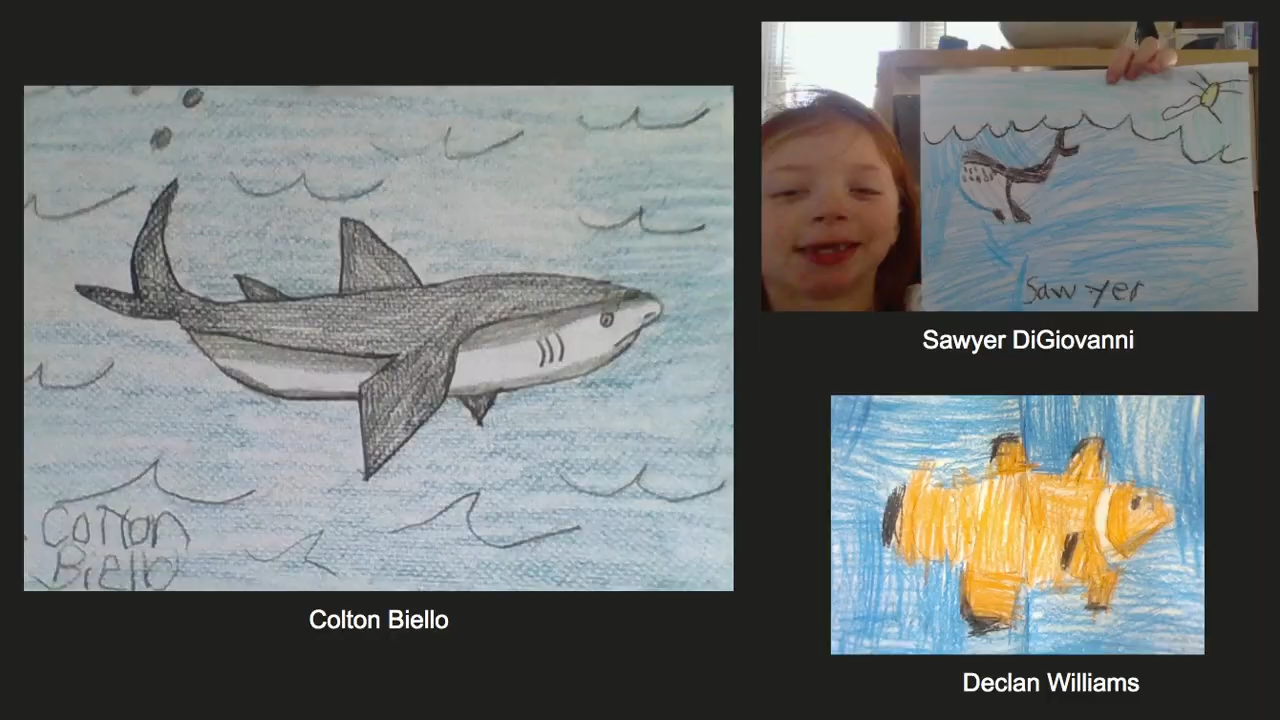 Colton
Biello
Colton Biello
Sawyer
Sawyer DiGiovanni
Declan Williams